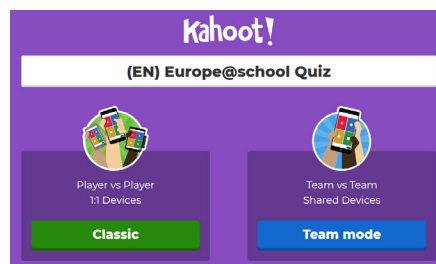 Kahoot!
(EN) Europe@school Quiz
Player vs Player
1:1 Devices
Classic
Team vs Team
Shared Devices
Team mode